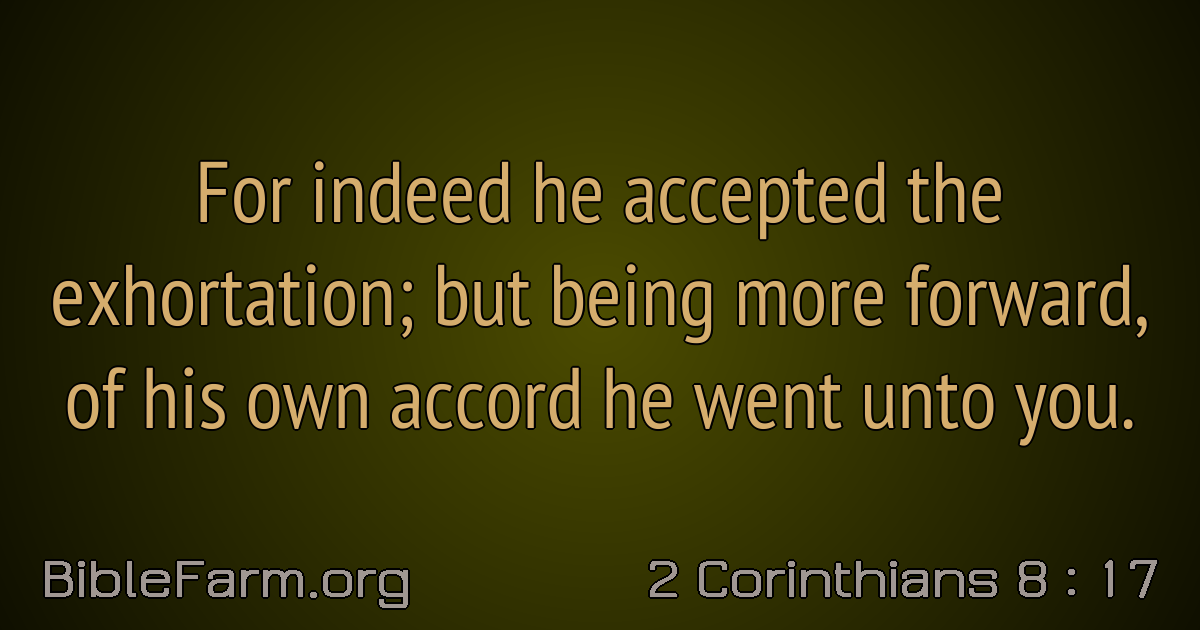 For indeed he accepted the
exhortation; but being more forward,
of his own accord he went unto you.
BibleFarm.org
2 Corinthians 8 : 17